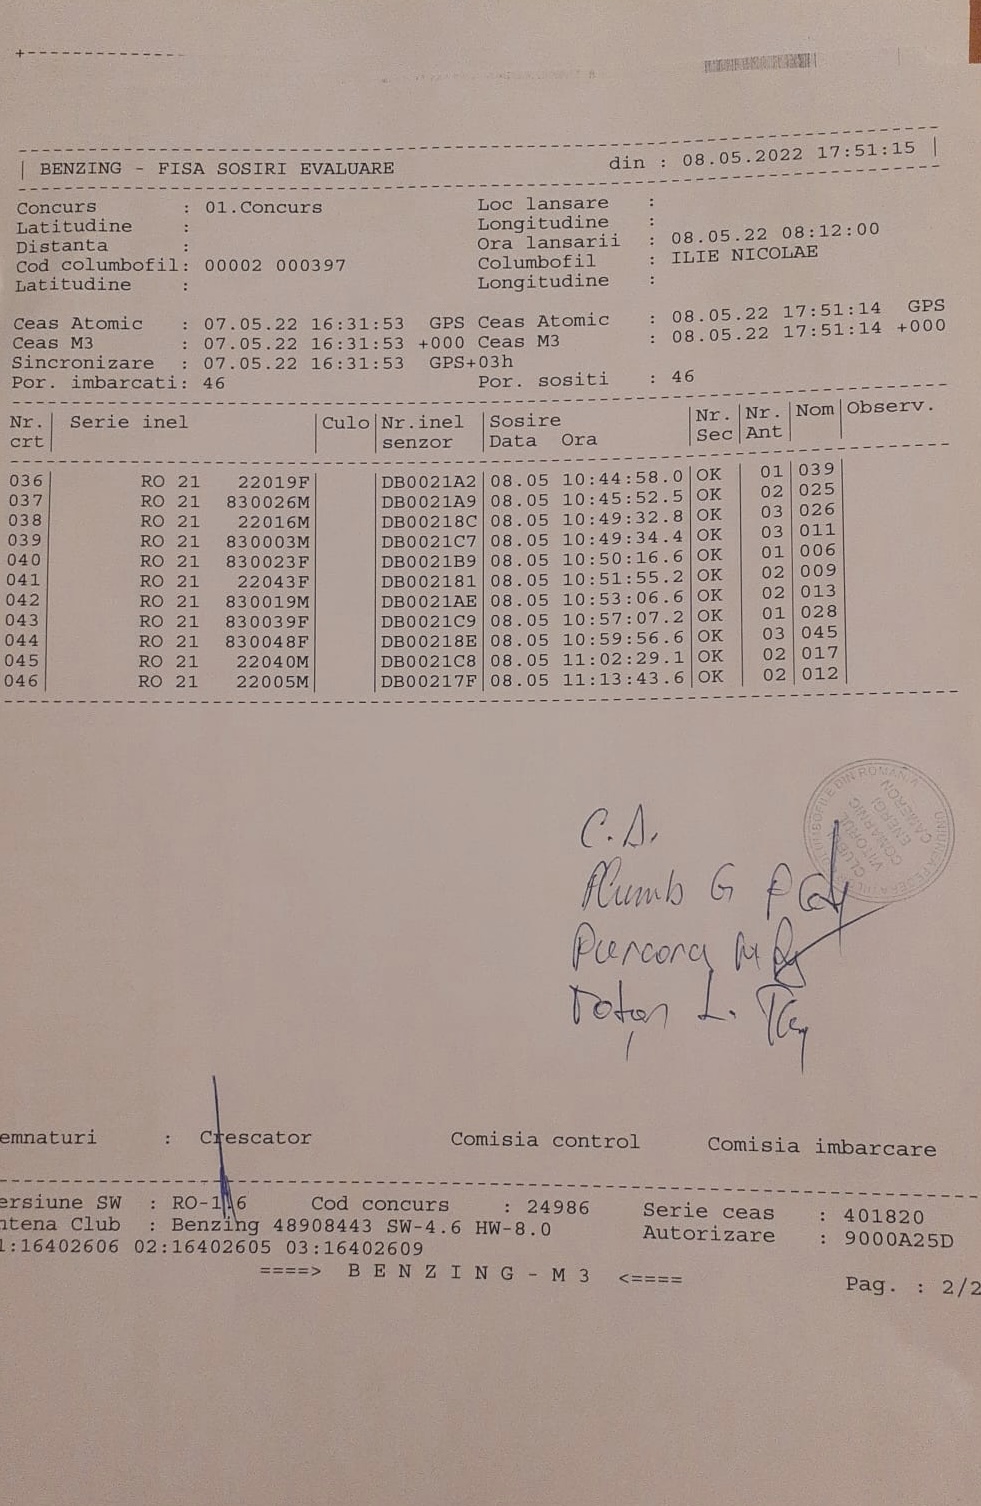 | BENZING - FISA SOSIRI EVALUARE din : 08.05.2022 17:51:15 |
Concurs : 01.Concurs Loc lansare :
Latitudine : Longitudine :
Distanta : Ora lansarii : 08.05.22 08:12:00
Cod columbofil: 00002 000397 Columbofil : ILIE NICOLAE
Latitudine : Longitudine :
Ceas Atomic : 07.05.22 16:31:53 GPS Ceas Atomic : 08.05.22 17:51:14 GPS
Ceas M3 : 07.05.22 16:31:53 +000 Ceas M3 : 08.05.22 17:51:14 +000
Sincronizare : 07.05.22 16:31:53 GPS+03h
Por. imbarcati: 46 Por. sositi : 46
Nr.| Serie inel |Culo|Nr.inel |Sosire |Nr.|Nr.|Nom|Observ.
crt| | |senzor |Data Ora |Sec|Ant| |
036| RO 21 22019F| |DB0021A2|08.05 10:44:58.0|OK | 01|039|
037| RO 21 830026M| |DB0021A9|08.05 10:45:52.5|OK | 02|025|
038| RO 21 22016M| |DB00218C|08.05 10:49:32.8|OK | 03|026|
039| RO 21 830003M| |DB0021C7|08.05 10:49:34.4|OK | 03|011|
040| RO 21 830023F| |DB0021B9|08.05 10:50:16.6|OK | 01|006|
041| RO 21 22043F| |DB002181|08.05 10:51:55.2|OK | 02|009|
042| RO 21 830019M| |DB0021AE|08.05 10:53:06.6|OK | 02|013|
043| RO 21 830039F| |DB0021C9|08.05 10:57:07.2|OK | 01|028|
044| RO 21 830048F| |DB00218E|08.05 10:59:56.6|OK | 03|045|
045| RO 21 22040M| |DB0021C8|08.05 11:02:29.1|OK | 02|017|
046| RO 21 22005M| |DB00217F|08.05 11:13:43.6|OK | 02|012|
CLUBUL
VIITORUL
COMARNIC
ENERGI
CAMERON
C.A.
G
L.
emnaturi : Crescator Comisia control Comisia imbarcare
ersiune SW : RO-1 6 Cod concurs : 24986 Serie ceas : 401820
ntena Club : Benzing 48908443 SW-4.6 HW-8.0 Autorizare : 9000A25D
1:16402606 02:16402605 03:16402609
====> B E N Z I N G - M 3 <====
Pag. : 2/2